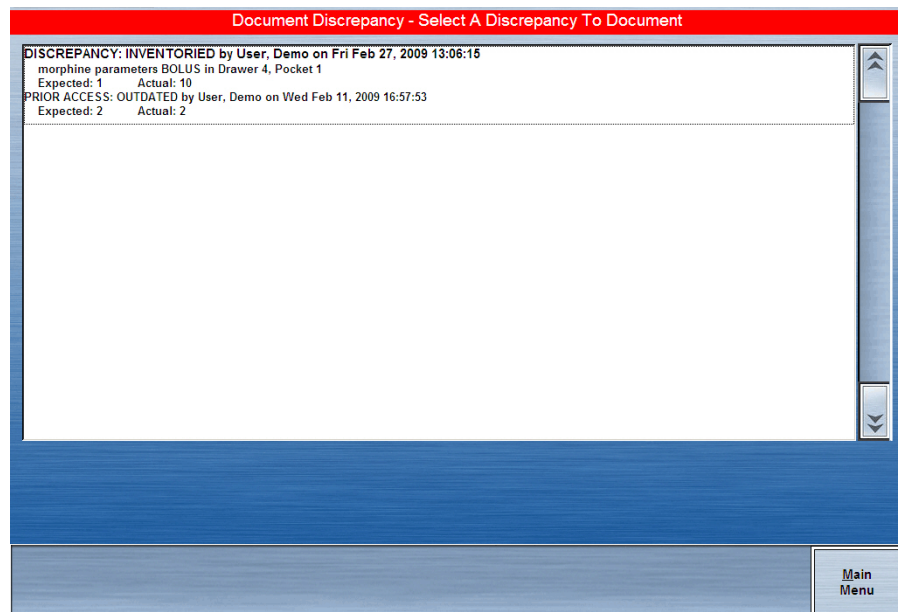 Document Discrepancy - Select A Discrepancy To Document
DISCREPANCY: INVENTORIED by User, Demo on Fri Feb 27, 2009 13:06:15
morphine parameters BOLUS in Drawer 4, Pocket 1
Expected: 1 Actual: 10
PRIOR ACCESS: OUTDATED by User, Demo on Wed Feb 11, 2009 16:57:53
Expected: 2 Actual: 2
Main
Menu